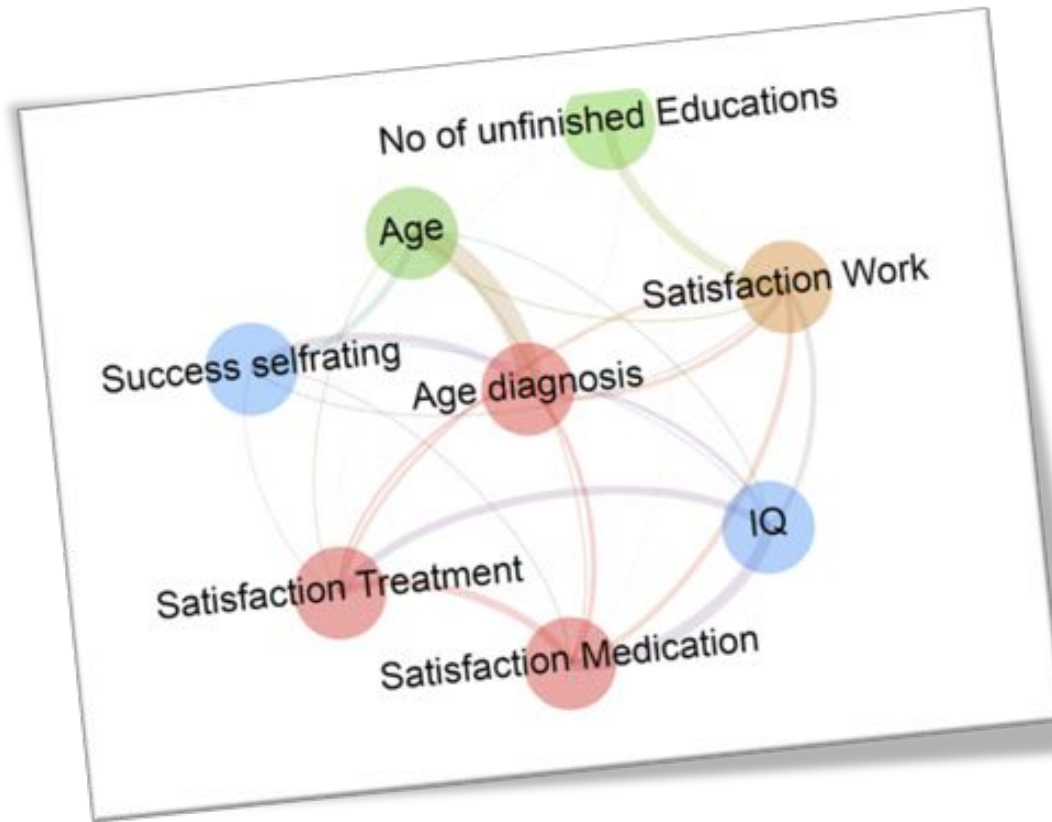 No of unfinished Educations
Age
Satisfaction Work
Success selfrating
Age diagnosis
IQ
Satisfaction Treatment
Satisfaction Medication